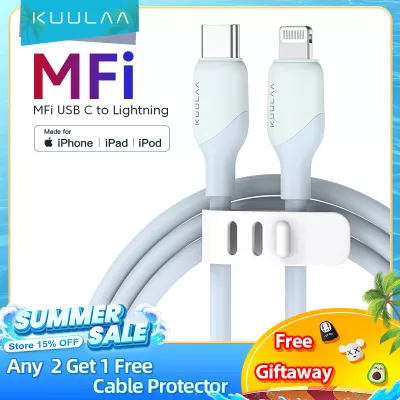 KUULAA
MFi
MFi USB C to Lightning
Made for
iPhone | iPad | iPod
KUULAA
KUULAA
SUMMER
SALE
Store 15% OFF
Any 2 Get 1 Free
Cable Protector
Free
Giftaway